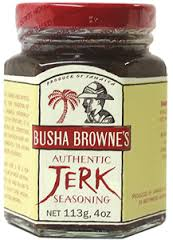 PRODUCE OF JAMAICA
BUSHA BROWNE'S
AUTHENTIC
JERK
SEASONING
NET 113g, 4oz